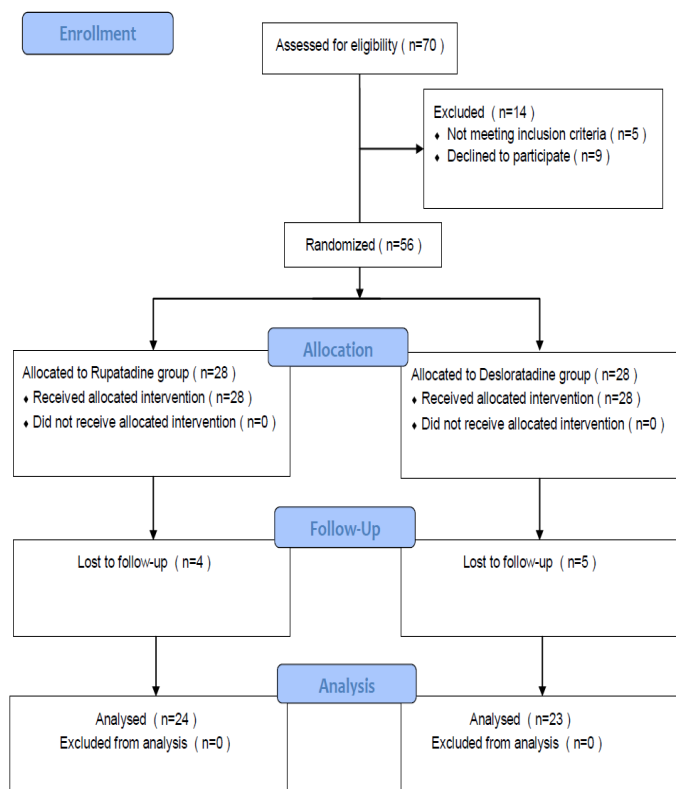 Enrollment
Assessed for eligibility ( n=70 )
Excluded ( n=14 )
♦ Not meeting inclusion criteria ( n=5 )
♦ Declined to participate ( n=9 )
Randomized ( n=56 )
Allocation
Allocated to Rupatadine group ( n=28 )
♦ Received allocated intervention ( n=28 )
♦ Did not receive allocated intervention ( n=0 )
Allocated to Desloratadine group ( n=28 )
♦ Received allocated intervention ( n=28 )
♦ Did not receive allocated intervention ( n=0 )
Follow-Up
Lost to follow-up ( n=4 )
Lost to follow-up ( n=5 )
Analysis
Analysed ( n=24 )
Excluded from analysis ( n=0 )
Analysed ( n=23 )
Excluded from analysis ( n=0 )